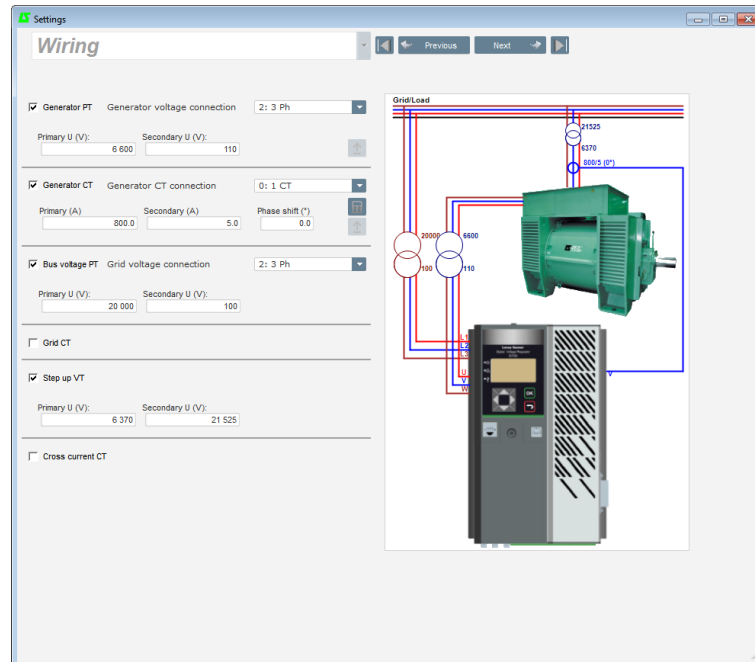 Settings
Wiring
Previous
Next
Generator PT Generator voltage connection 2: 3 Ph
Primary U (V): Secondary U (V):
6 600 110
Generator CT Generator CT connection 0: 1 CT
Primary (A) Secondary (A) Phase shift (°)
800.0 5.0 0.0
Bus voltage PT Grid voltage connection 2: 3 Ph
Primary U (V): Secondary U (V):
20 000 100
Grid CT
Step up VT
Primary U (V): Secondary U (V):
6 370 21 525
Cross current CT
Grid/Load
21525
6370
800/5 (0°)
20000 6600
100 110
L1
L2
L3
U
V
W
V
OK